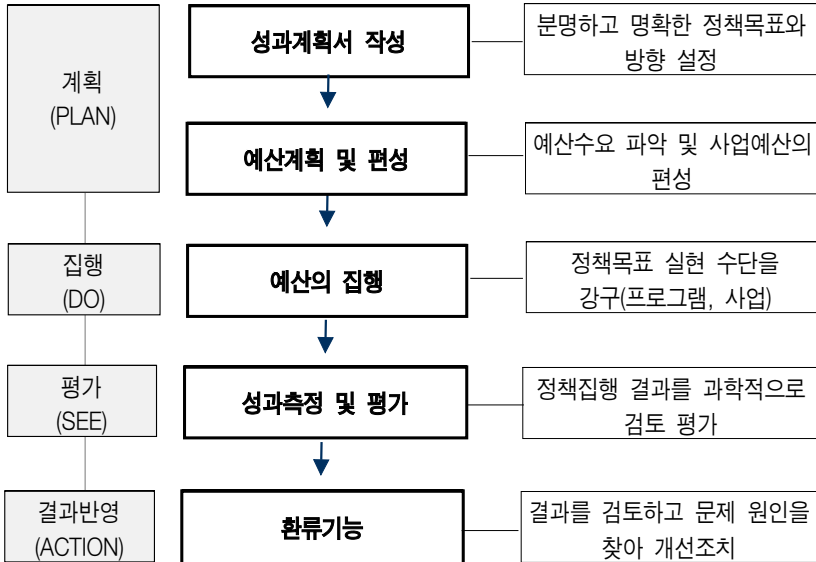 계획
(PLAN)
성과계획서 작성
분명하고 명확한 정책목표와
방향 설정
예산계획 및 편성
예산수요 파악 및 사업예산의
편성
집행
(DO)
예산의 집행
정책목표 실현 수단을
강구(프로그램, 사업)
평가
(SEE)
성과측정 및 평가
정책집행 결과를 과학적으로
검토 평가
결과반영
(ACTION)
환류기능
결과를 검토하고 문제 원인을
찾아 개선조치